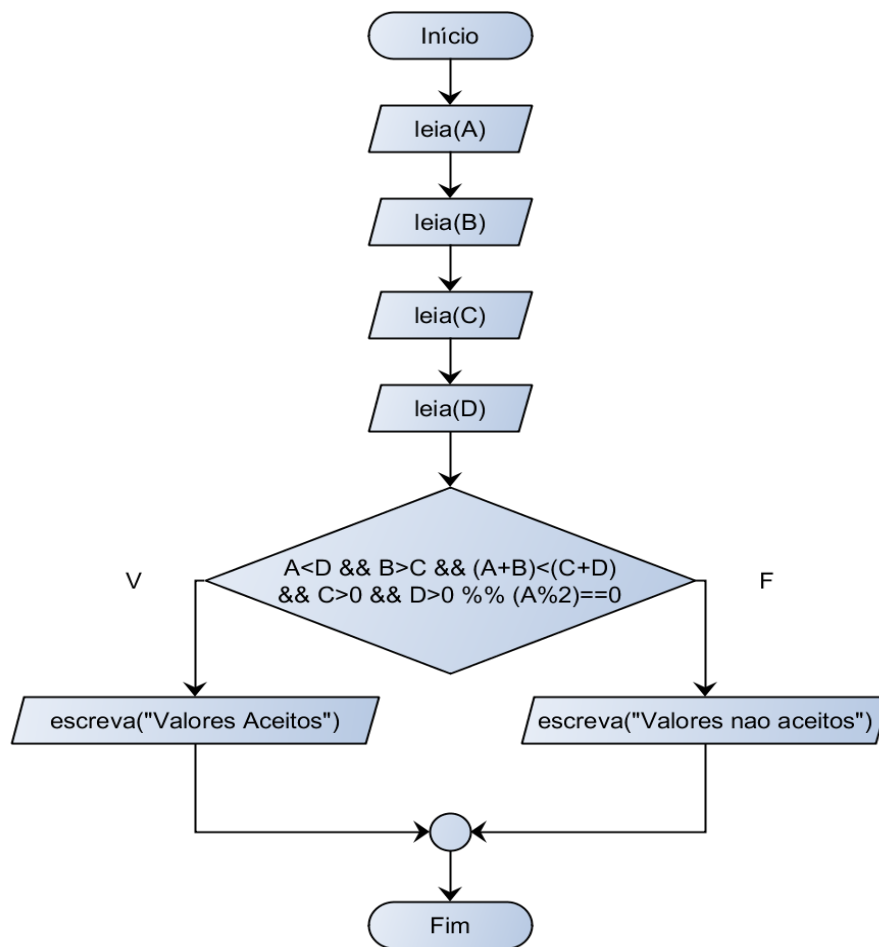 Início
leia(A)
leia(B)
leia(C)
leia(D)
A<D && B>C && (A+B)<(C+D)
&& C>0 && D>0 %% (A%2)==0
V
F
escreva("Valores Aceitos")
escreva("Valores nao aceitos")
Fim